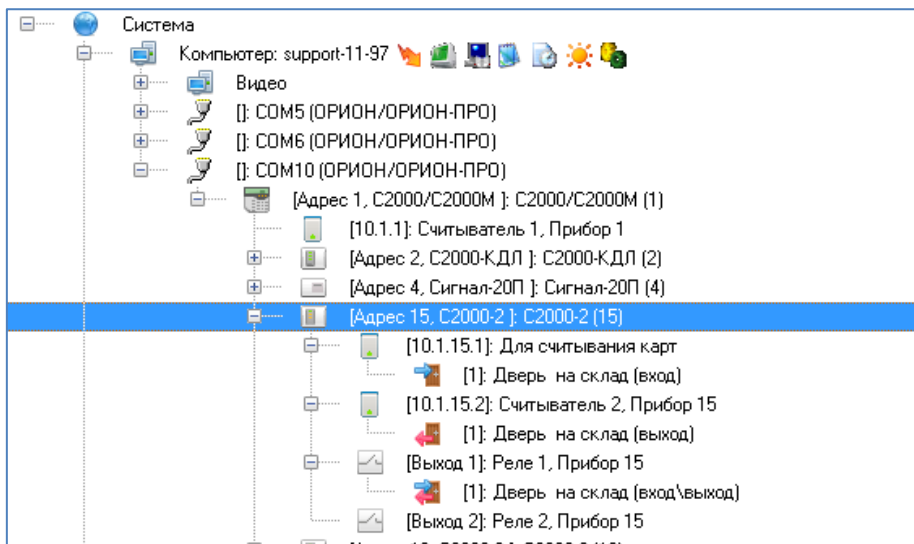 Система
Компьютер: support-11-97
Видео
[]: COM5 (ОРИОН/ОРИОН-ПРО)
[]: COM6 (ОРИОН/ОРИОН-ПРО)
[]: COM10 (ОРИОН/ОРИОН-ПРО)
[Адрес 1, С2000/С2000М ]: С2000/С2000М (1)
[10.1.1]: Считыватель 1, Прибор 1
[Адрес 2, С2000-КДЛ ]: С2000-КДЛ (2)
[Адрес 4, Сигнал-20П ]: Сигнал-20П (4)
[Адрес 15, С2000-2 ]: С2000-2 (15)
[10.1.15.1]: Для считывания карт
[1]: Дверь на склад (вход)
[10.1.15.2]: Считыватель 2, Прибор 15
[1]: Дверь на склад (выход)
[Выход 1]: Реле 1, Прибор 15
[1]: Дверь на склад (вход\выход)
[Выход 2]: Реле 2, Прибор 15